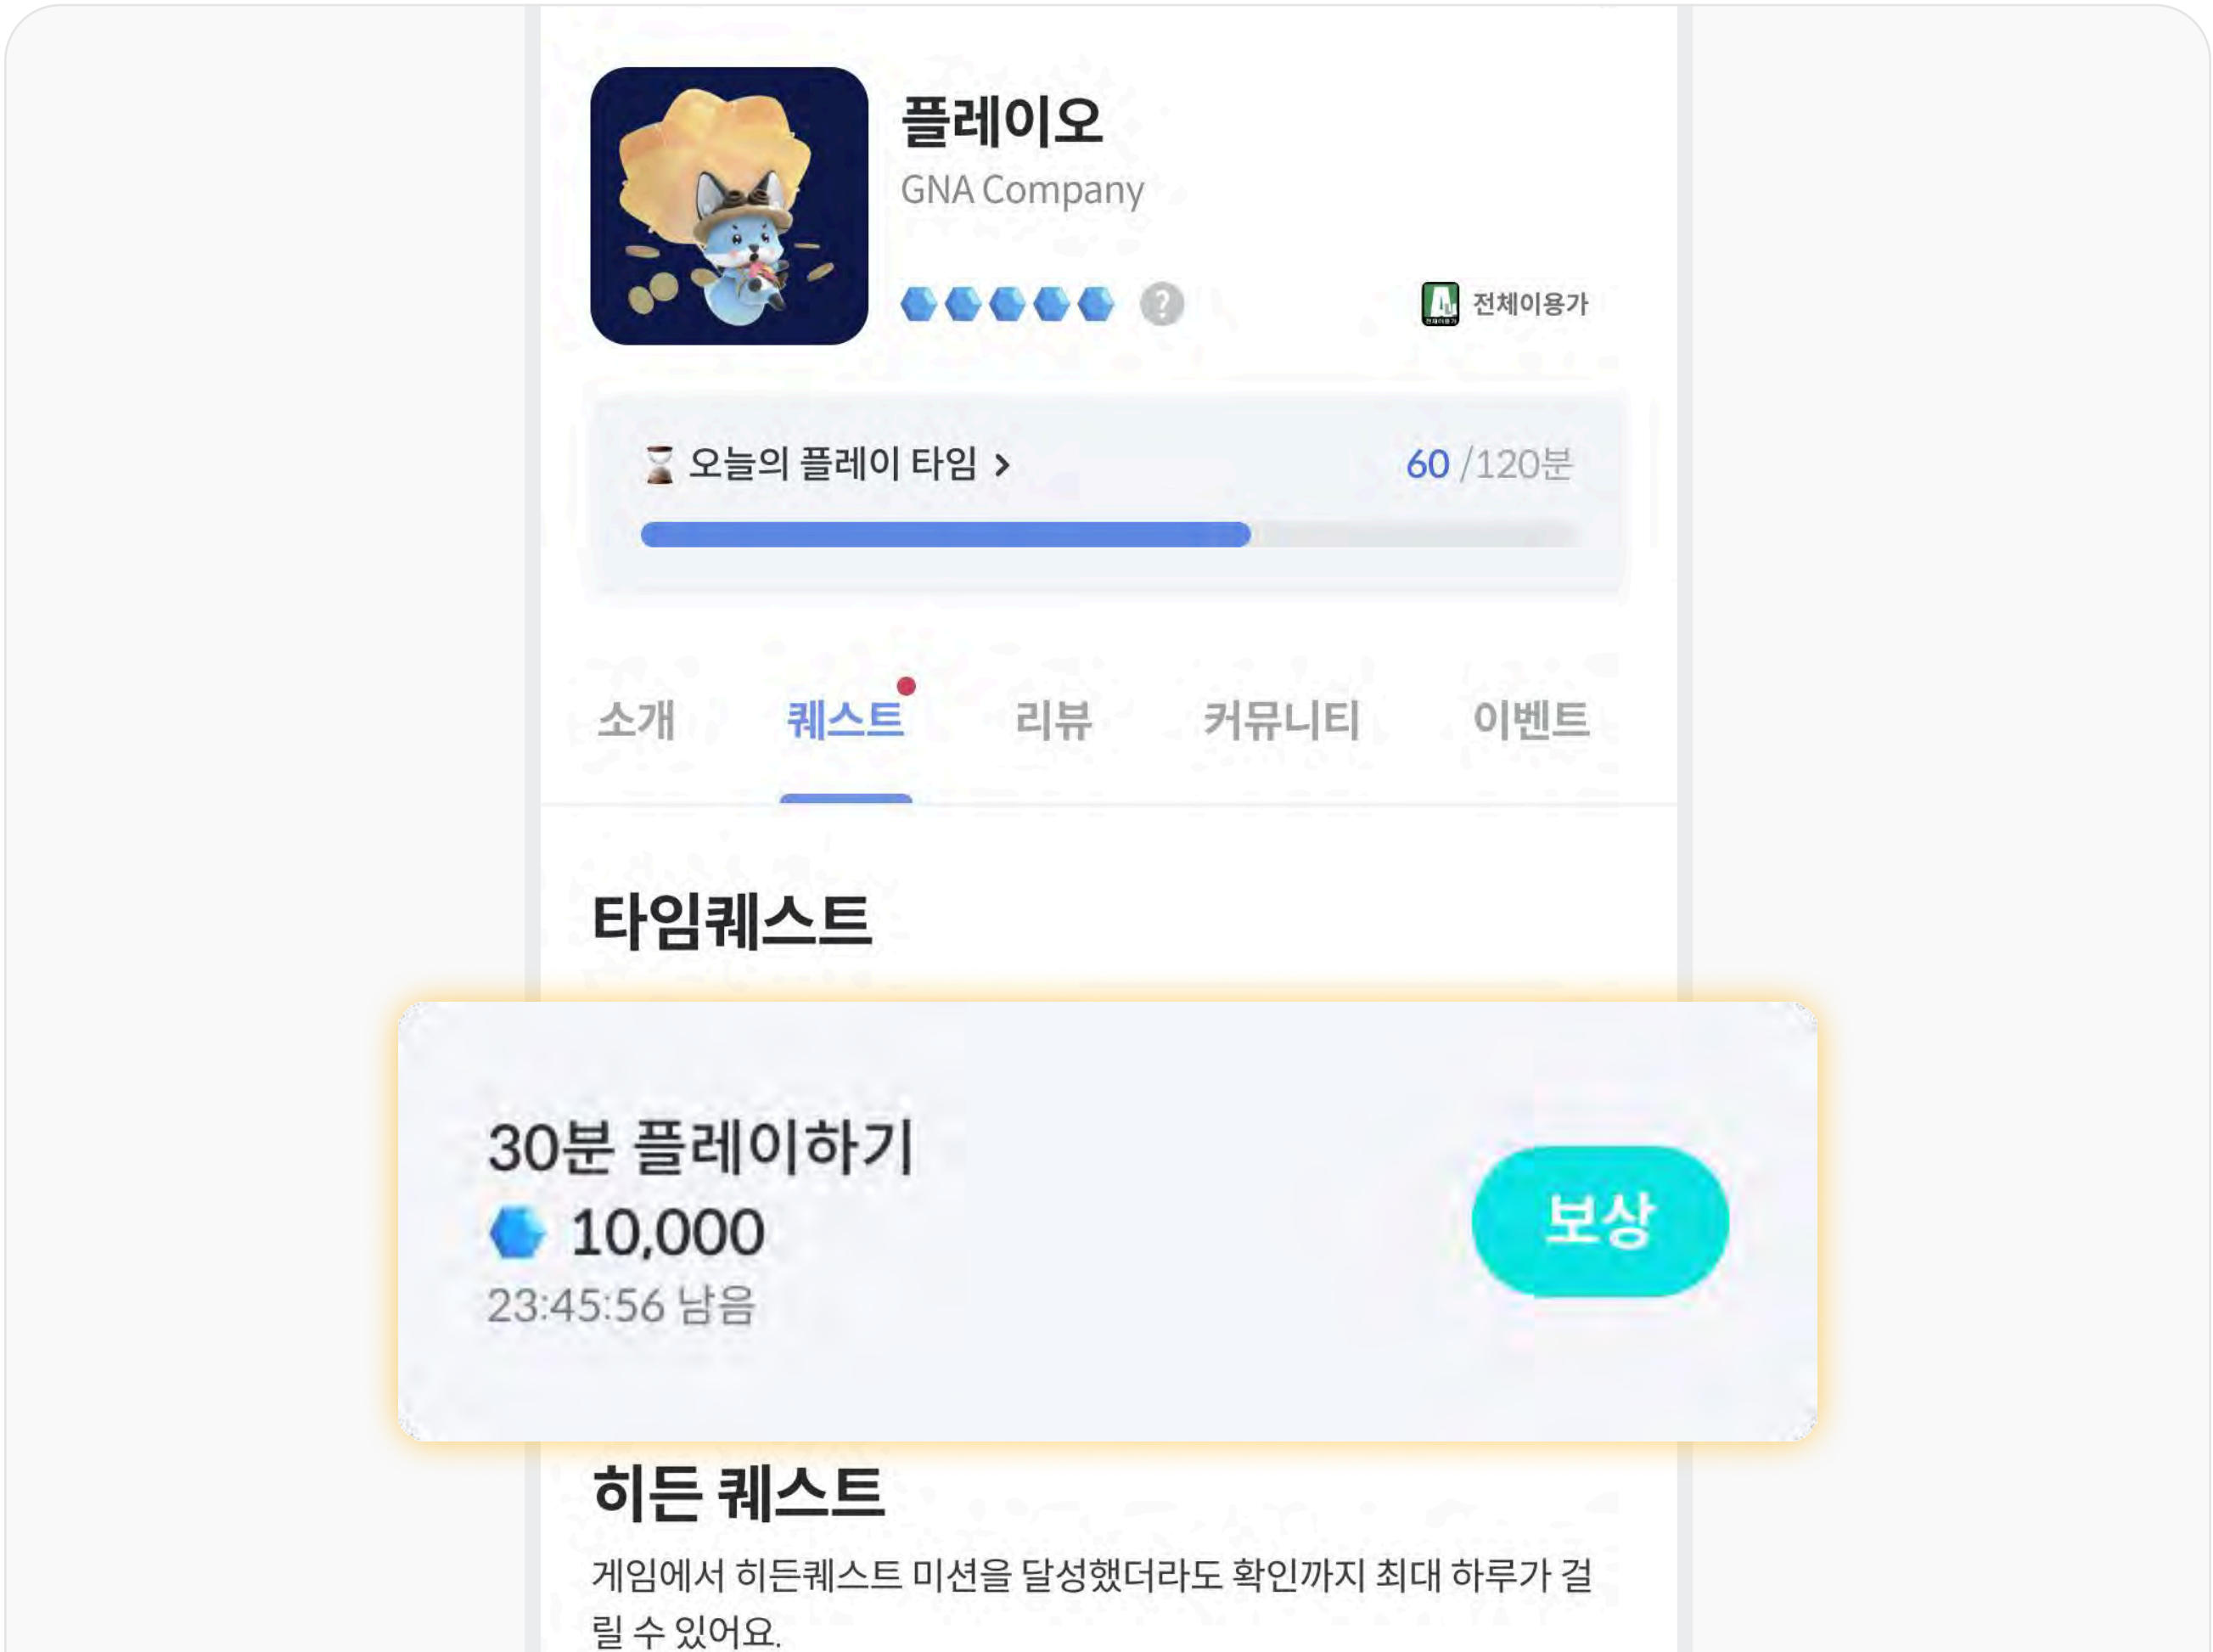 플레이오
GNA Company
전체이용가
오늘의 플레이 타임
60 /120분
소개 퀘스트 리뷰 커뮤니티 이벤트
타임퀘스트
30분 플레이하기
10,000
보상
23:45:56 남음
히든 퀘스트
게임에서 히든퀘스트 미션을 달성했더라도 확인까지 최대 하루가 걸
릴 수 있어요.